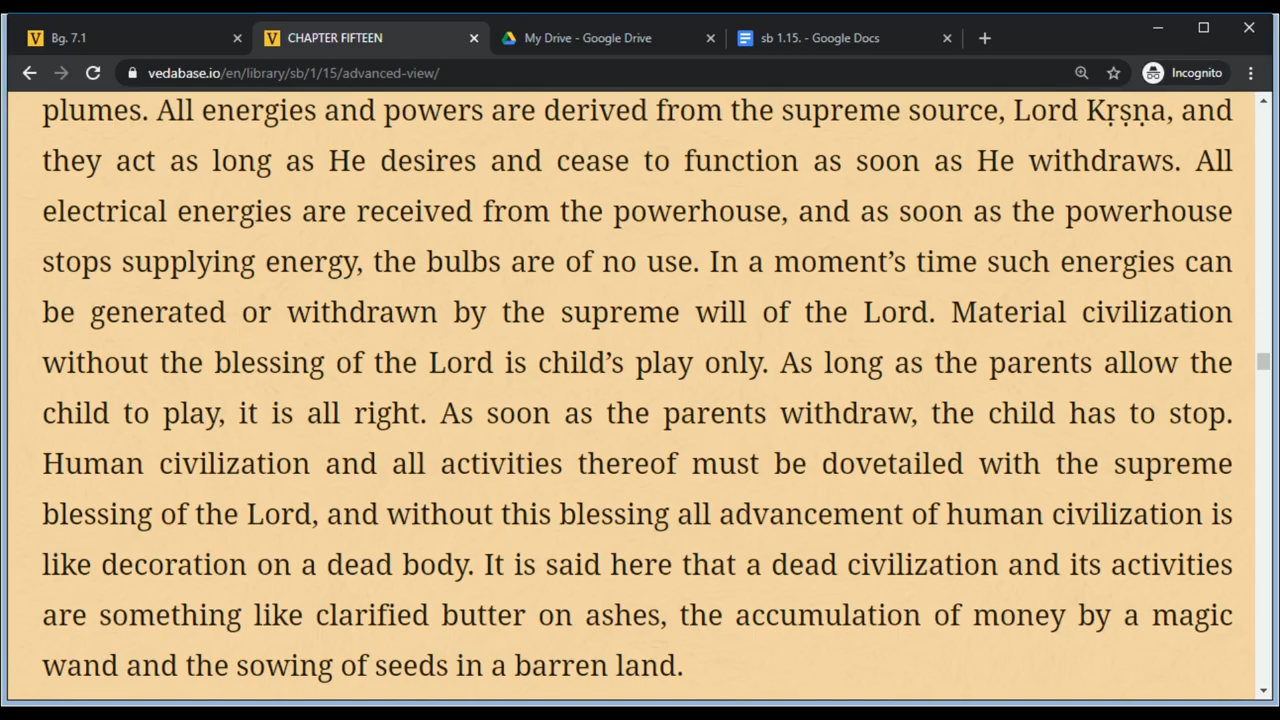 Bg. 7.1
CHAPTER FIFTEEN
My Drive - Google Drive
sb 1.15. - Google Docs
vedabase.io/en/library/sb/1/15/advanced-view/
Incognito
plumes. All energies and powers are derived from the supreme source, Lord Kṛṣṇa, and
they act as long as He desires and cease to function as soon as He withdraws. All
electrical energies are received from the powerhouse, and as soon as the powerhouse
stops supplying energy, the bulbs are of no use. In a moment’s time such energies can
be generated or withdrawn by the supreme will of the Lord. Material civilization
without the blessing of the Lord is child’s play only. As long as the parents allow the
child to play, it is all right. As soon as the parents withdraw, the child has to stop.
Human civilization and all activities thereof must be dovetailed with the supreme
blessing of the Lord, and without this blessing all advancement of human civilization is
like decoration on a dead body. It is said here that a dead civilization and its activities
are something like clarified butter on ashes, the accumulation of money by a magic
wand and the sowing of seeds in a barren land.